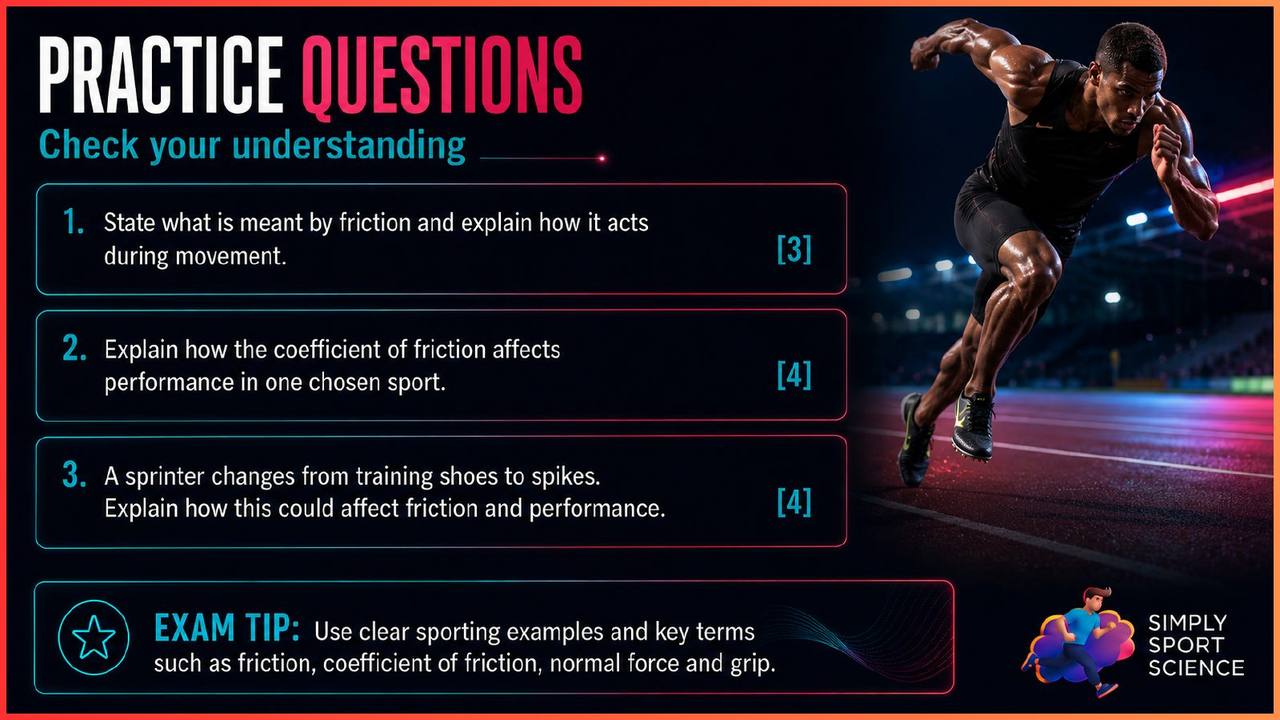 PRACTICE QUESTIONS
Check your understanding
1. State what is meant by friction and explain how it acts
during movement.
[3]
2. Explain how the coefficient of friction affects
performance in one chosen sport.
[4]
3. A sprinter changes from training shoes to spikes.
Explain how this could affect friction and performance.
[4]
EXAM TIP: Use clear sporting examples and key terms
such as friction, coefficient of friction, normal force and grip.
SIMPLY
SPORT
SCIENCE